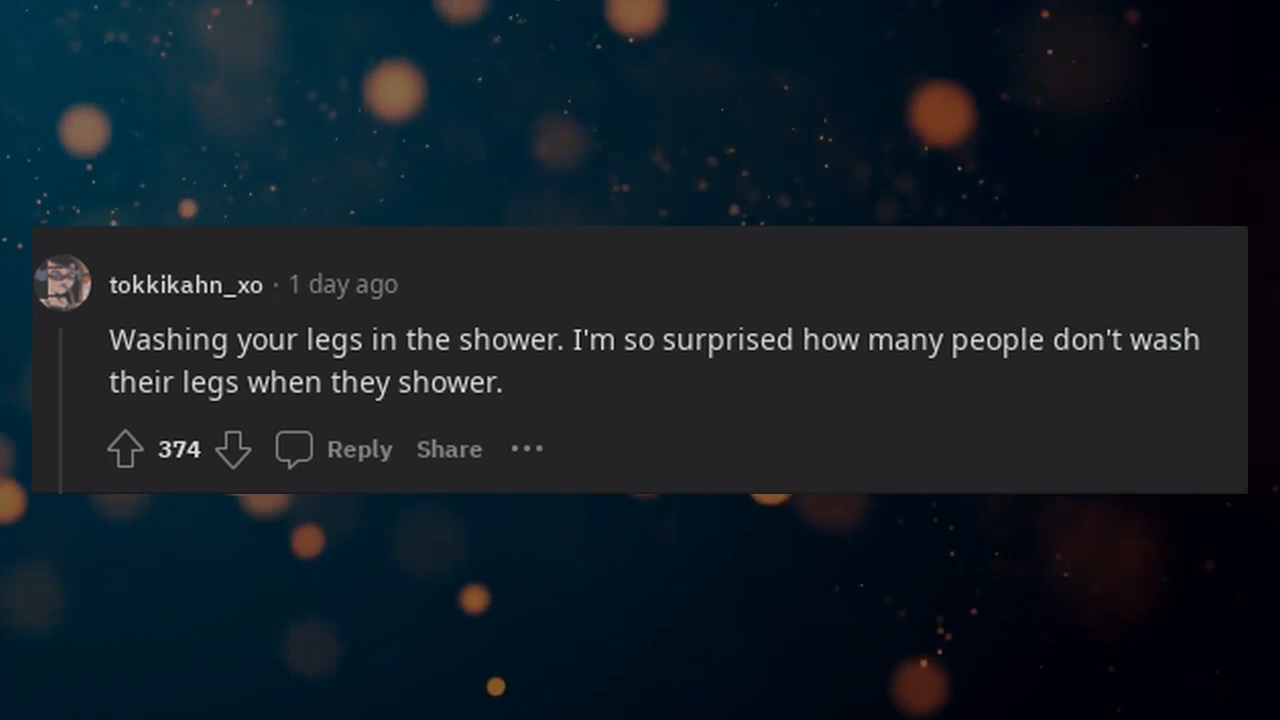 tokkikahn_xo · 1 day ago
Washing your legs in the shower. I'm so surprised how many people don't wash
their legs when they shower.
374 Reply Share ···